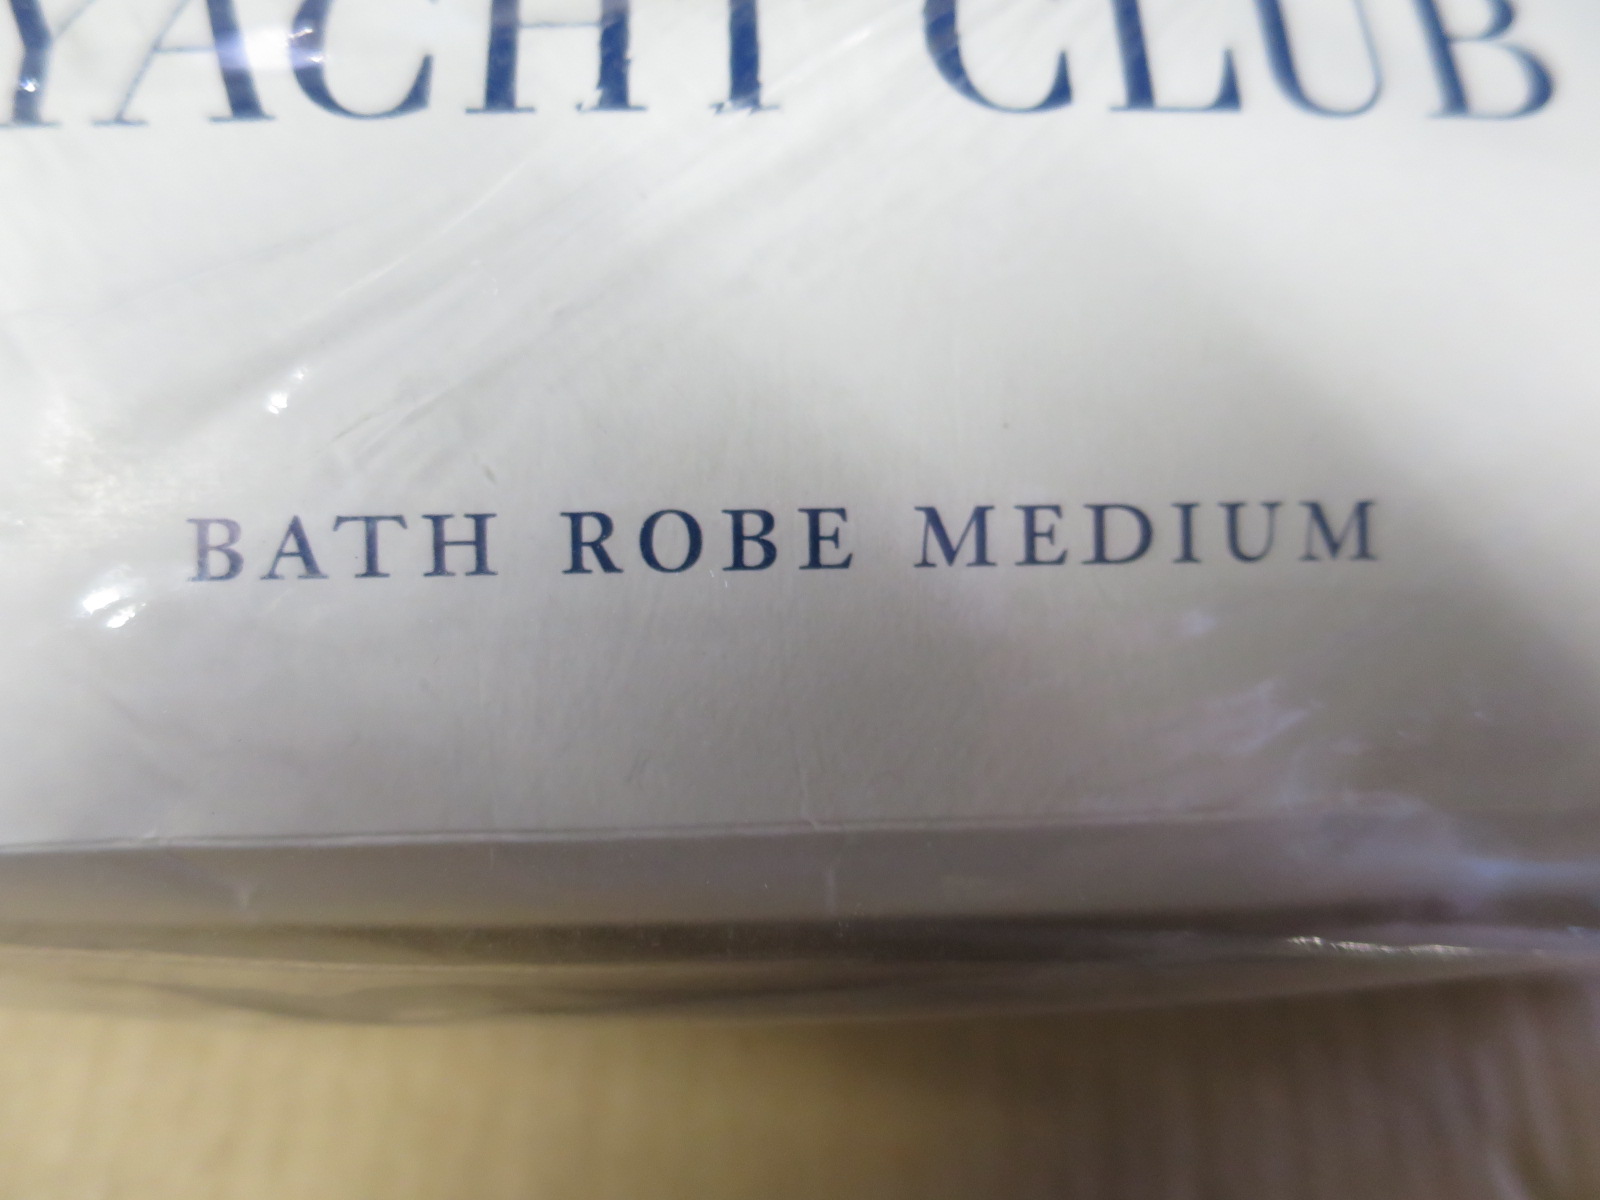 YACHT CLUB
BATH ROBE MEDIUM